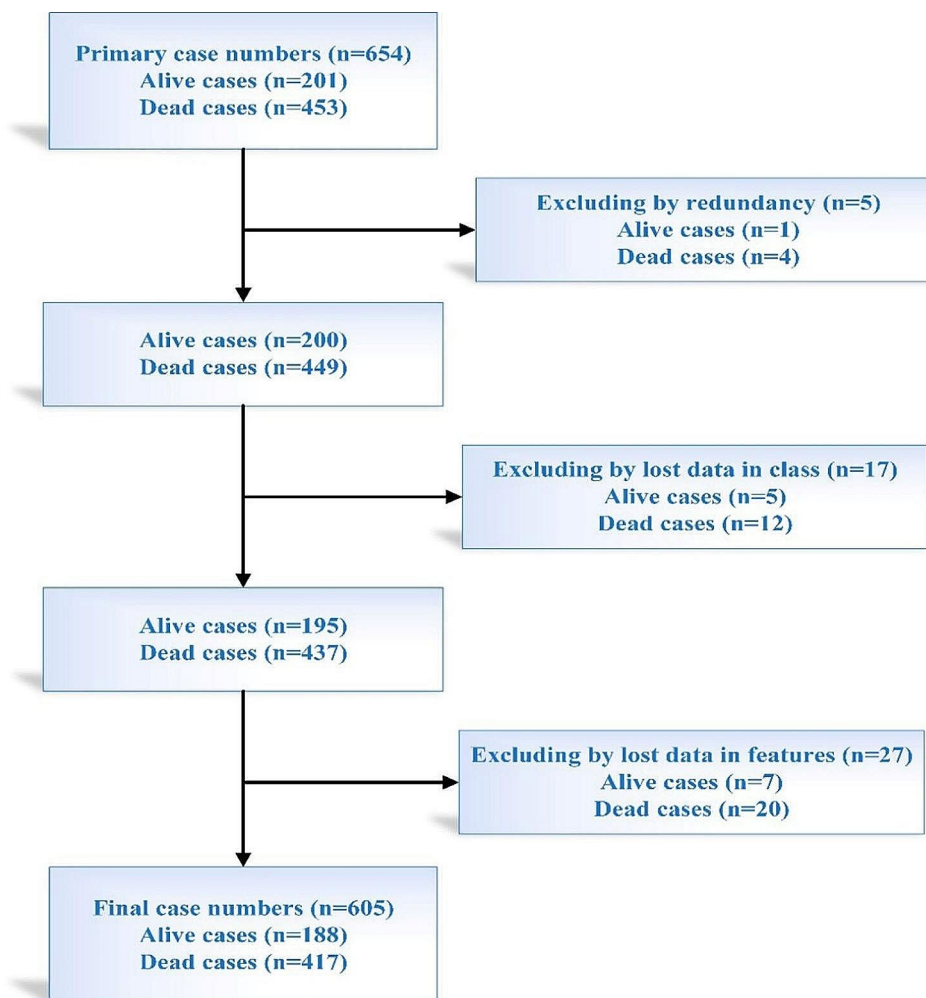 Primary case numbers (n=654)
Alive cases (n=201)
Dead cases (n=453)
Excluding by redundancy (n=5)
Alive cases (n=1)
Dead cases (n=4)
Alive cases (n=200)
Dead cases (n=449)
Excluding by lost data in class (n=17)
Alive cases (n=5)
Dead cases (n=12)
Alive cases (n=195)
Dead cases (n=437)
Excluding by lost data in features (n=27)
Alive cases (n=7)
Dead cases (n=20)
Final case numbers (n=605)
Alive cases (n=188)
Dead cases (n=417)